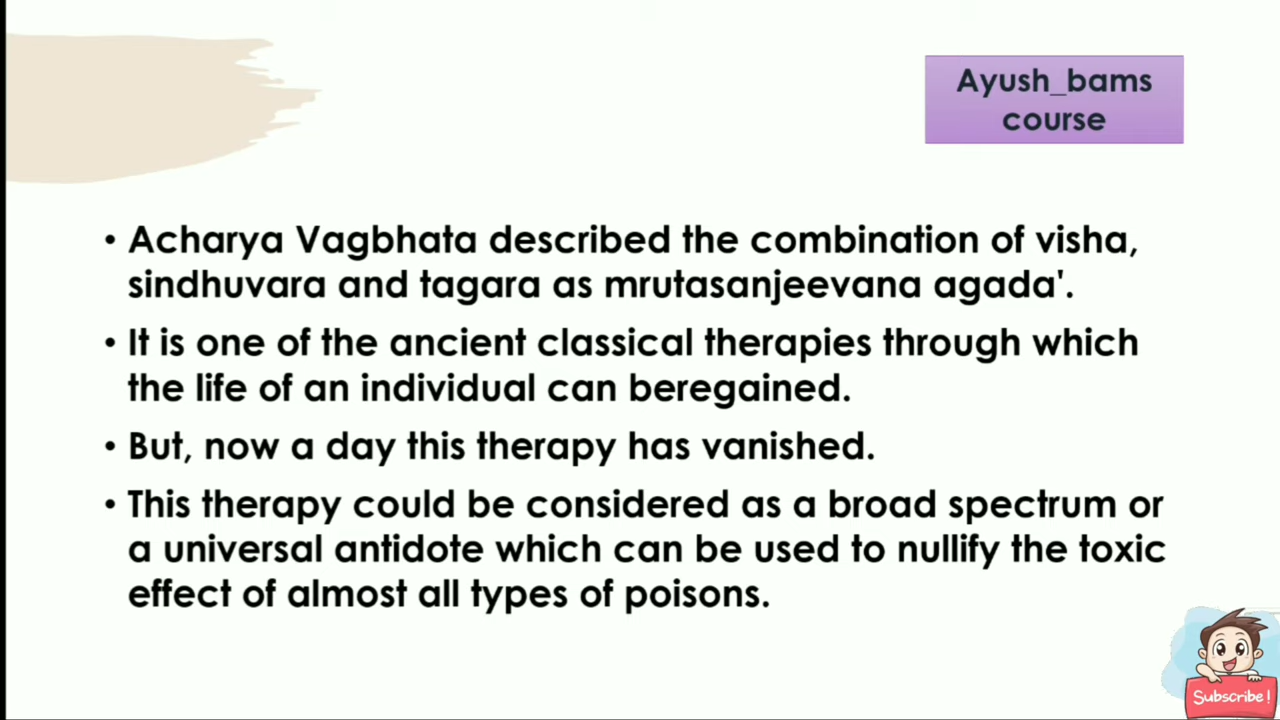 Ayush_bams
course
• Acharya Vagbhata described the combination of visha,
sindhuvara and tagara as mrutasanjeevana agada'.
• It is one of the ancient classical therapies through which
the life of an individual can beregained.
• But, now a day this therapy has vanished.
• This therapy could be considered as a broad spectrum or
a universal antidote which can be used to nullify the toxic
effect of almost all types of poisons.
Subscribe!